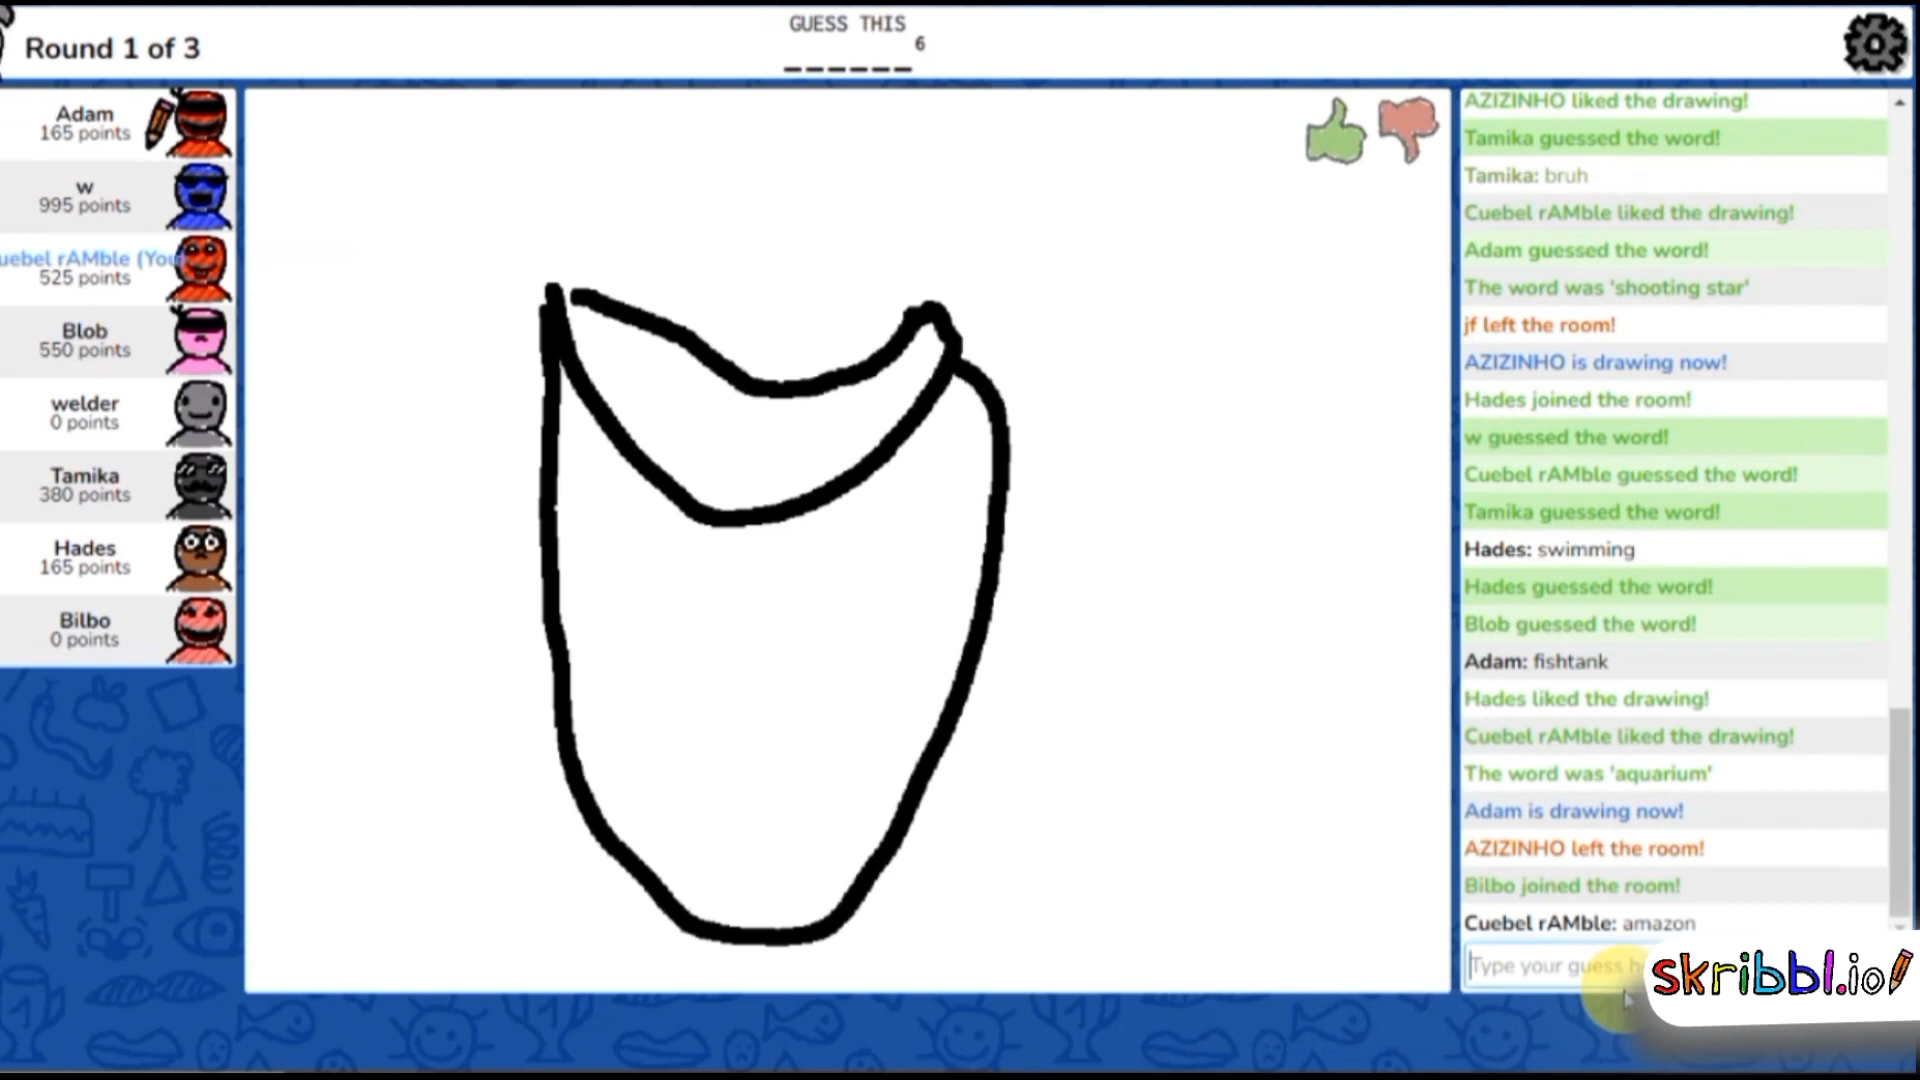 Round 1 of 3
GUESS THIS
______ 6
Adam
165 points
w
995 points
uebel rAMble (You
525 points
Blob
550 points
welder
0 points
Tamika
380 points
Hades
165 points
Bilbo
0 points
AZIZINHO liked the drawing!
Tamika guessed the word!
Tamika: bruh
Cuebel rAMble liked the drawing!
Adam guessed the word!
The word was 'shooting star'
jf left the room!
AZIZINHO is drawing now!
Hades joined the room!
w guessed the word!
Cuebel rAMble guessed the word!
Tamika guessed the word!
Hades: swimming
Hades guessed the word!
Blob guessed the word!
Adam: fishtank
Hades liked the drawing!
Cuebel rAMble liked the drawing!
The word was 'aquarium'
Adam is drawing now!
AZIZINHO left the room!
Bilbo joined the room!
Cuebel rAMble: amazon
Type your guess h
skribbl.io